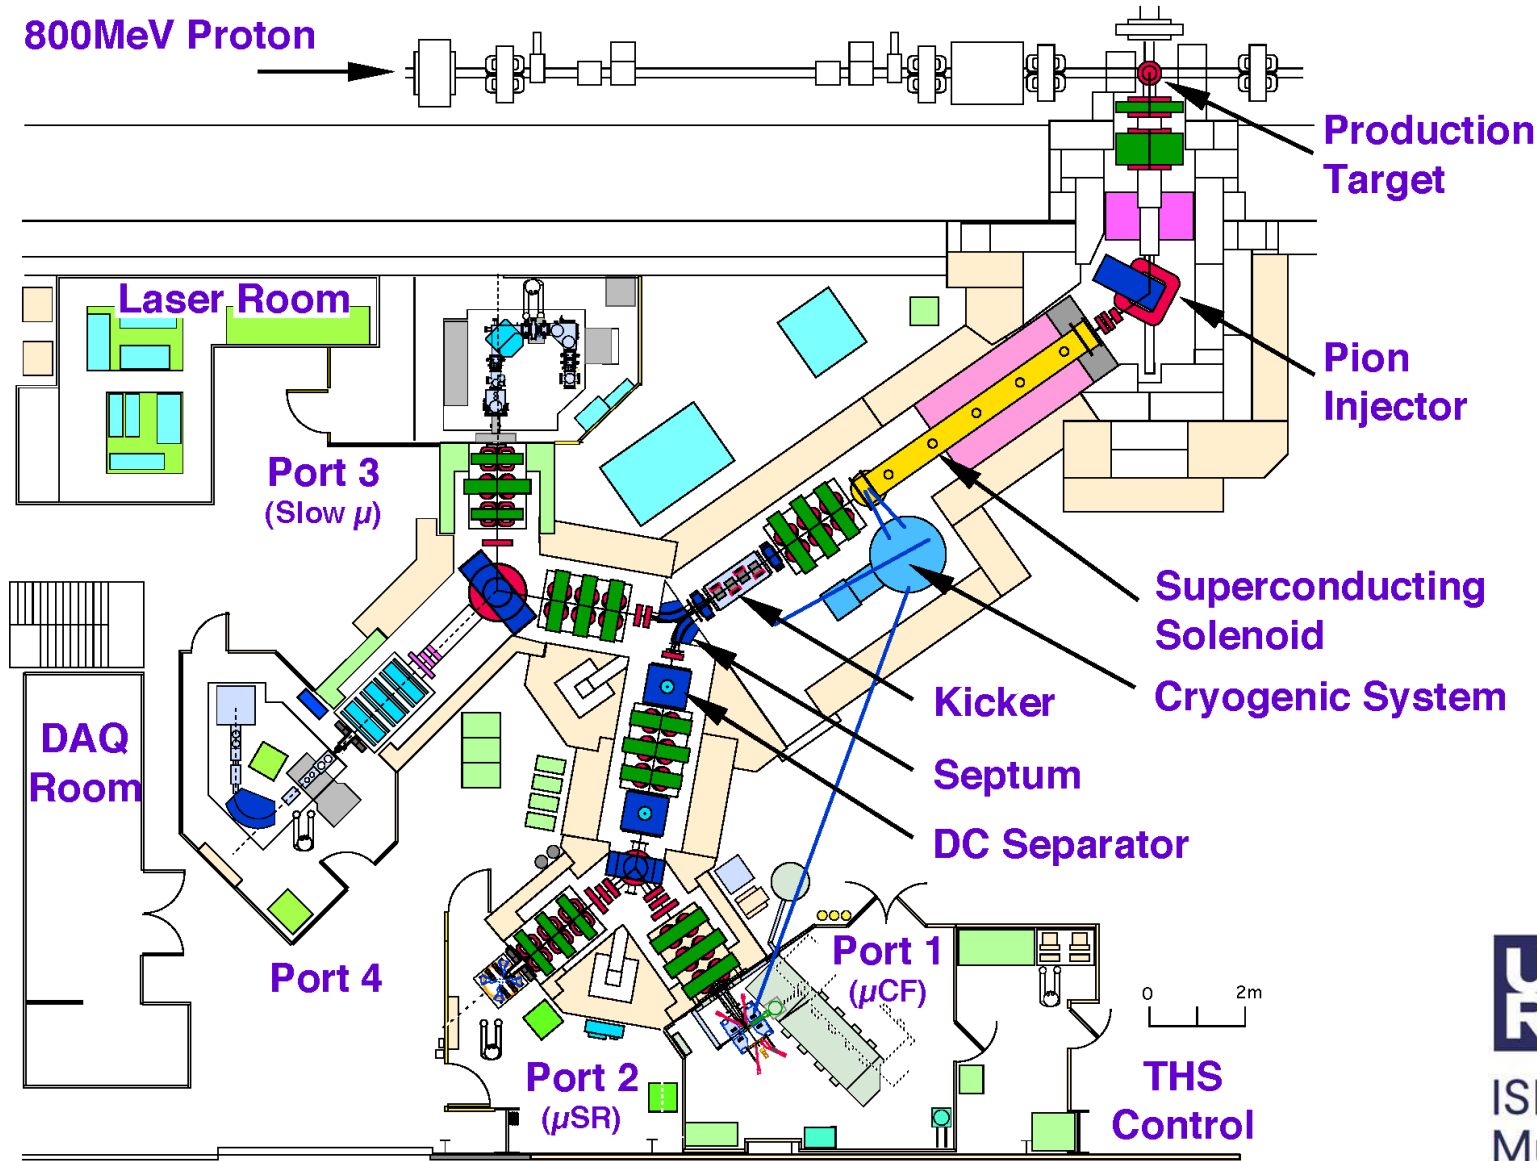 800MeV Proton
Production
Target
Laser Room
Pion
Injector
Port 3
(Slow μ)
Superconducting
Solenoid
Kicker
Cryogenic System
DAQ
Room
Septum
DC Separator
Port 4
Port 1
(μCF)
0 2m
Port 2
(μSR)
THS
Control